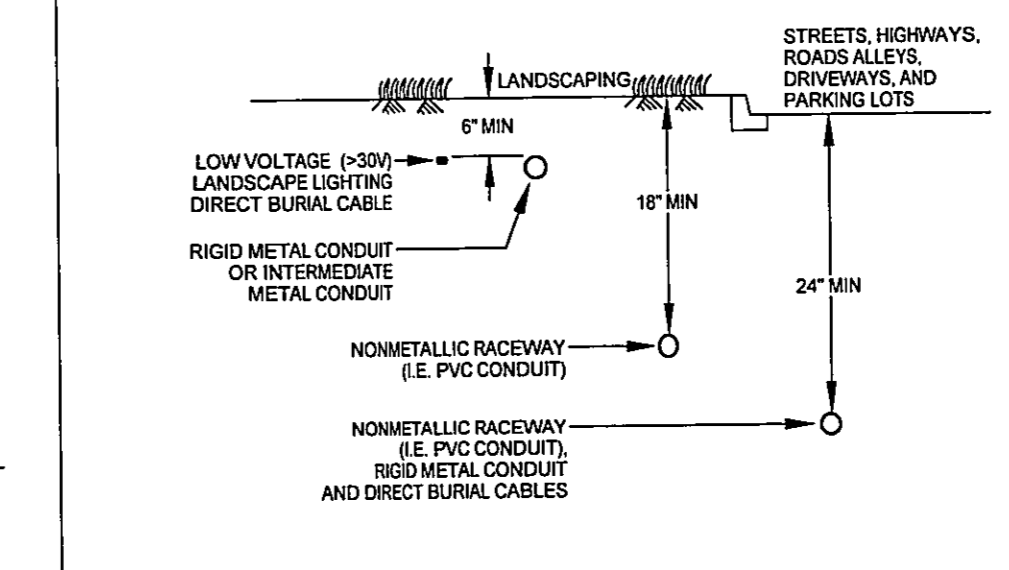 STREETS, HIGHWAYS,
ROADS ALLEYS,
DRIVEWAYS, AND
PARKING LOTS
LANDSCAPING
6" MIN
LOW VOLTAGE (>30V)
LANDSCAPE LIGHTING
DIRECT BURIAL CABLE
18" MIN
RIGID METAL CONDUIT
OR INTERMEDIATE
METAL CONDUIT
24" MIN
NONMETALLIC RACEWAY
(I.E. PVC CONDUIT)
NONMETALLIC RACEWAY
(I.E. PVC CONDUIT),
RIGID METAL CONDUIT
AND DIRECT BURIAL CABLES